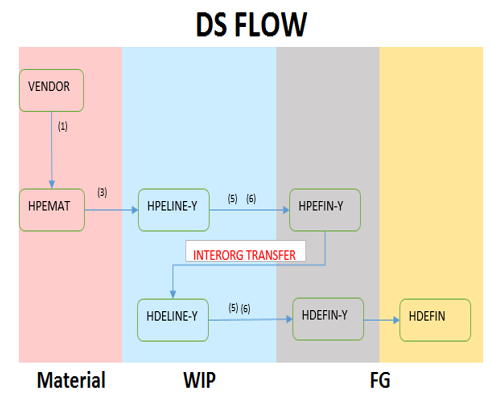 DS FLOW
VENDOR
(1)
HPEMAT
(3)
HPELINE-Y
(5) (6)
HPEFIN-Y
INTERORG TRANSFER
HDELINE-Y
(5) (6)
HDEFIN-Y
HDEFIN
Material
WIP
FG